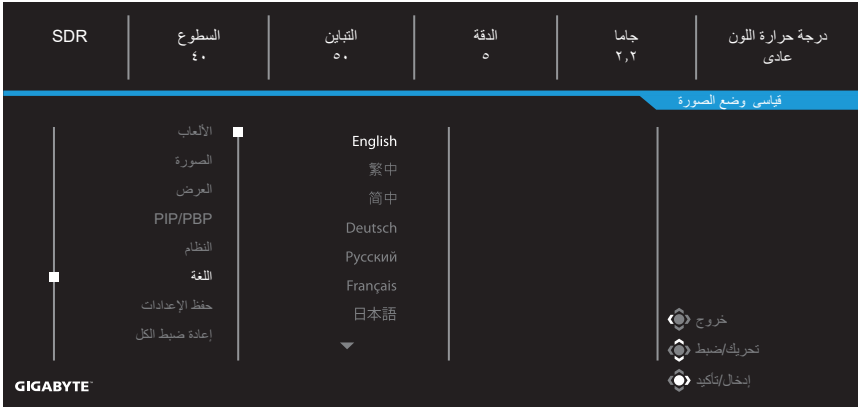 درجة حرارة اللون
عادى
جاما
٢,٢
الدقة
٥
التباين
٥٠
السطوع
٤٠
SDR
قياسى وضع الصورة
الألعاب
الصورة
العرض
PIP/PBP
النظام
اللغة
حفظ الإعدادات
إعادة ضبط الكل
English
繁中
简中
Deutsch
Русский
Français
日本語
خروج
تحريك/ضبط
إدخال/تأكيد
GIGABYTE™